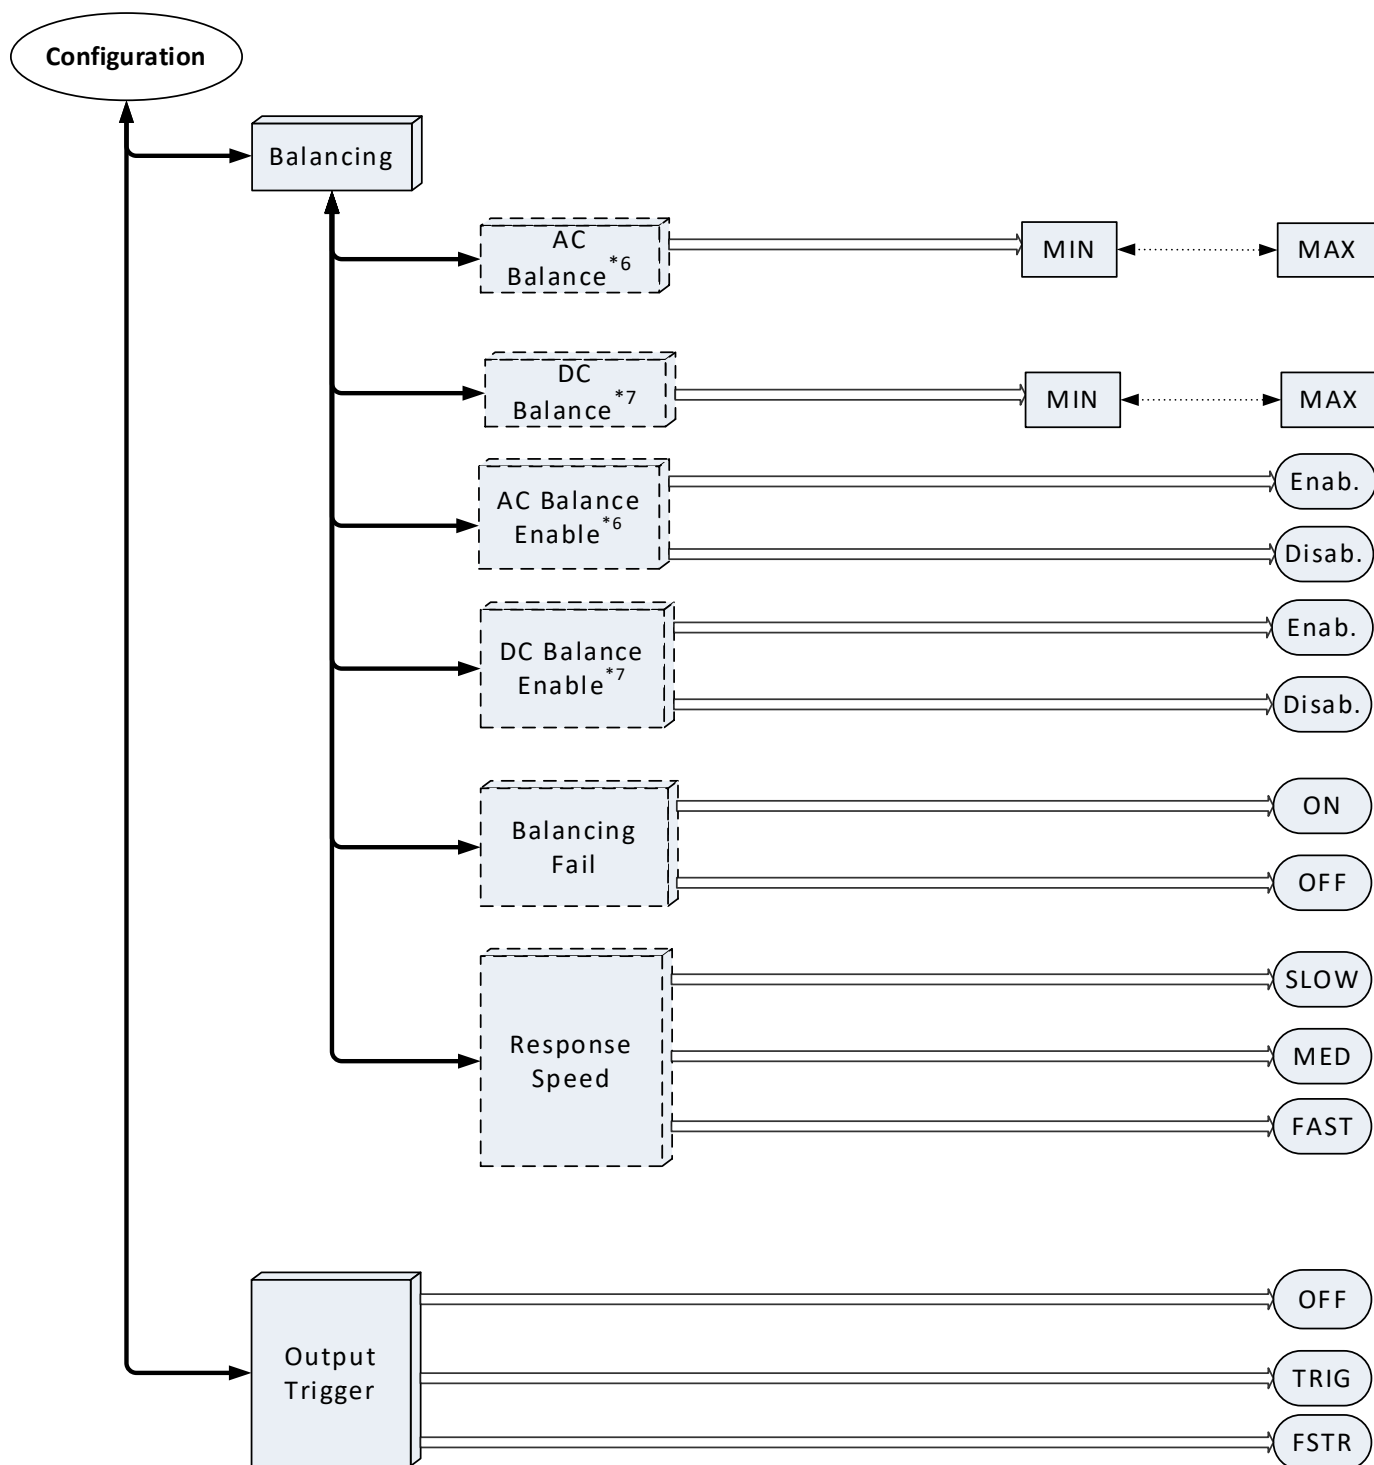 Configuration
Balancing
AC
Balance*6
MIN
MAX
DC
Balance*7
MIN
MAX
AC Balance
Enable*6
Enab.
Disab.
DC Balance
Enable*7
Enab.
Disab.
Balancing
Fail
ON
OFF
Response
Speed
SLOW
MED
FAST
Output
Trigger
OFF
TRIG
FSTR